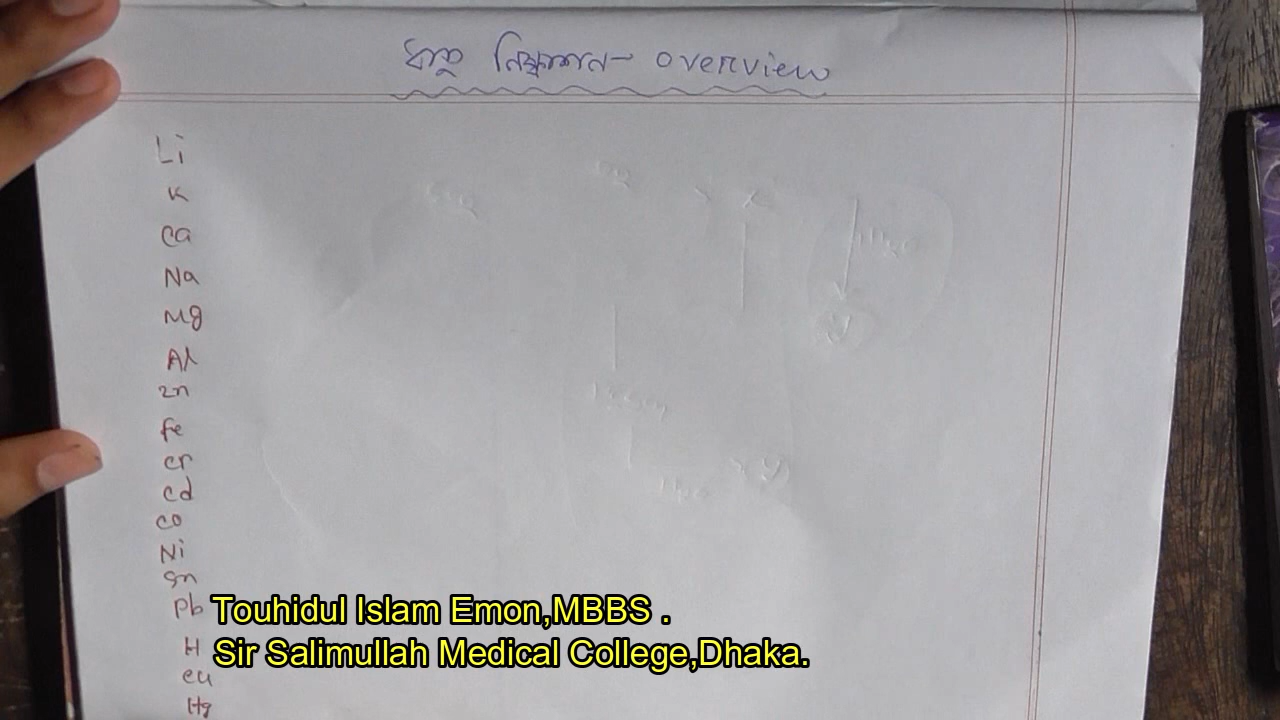 ধাতু নিষ্কাশন- overview
Li
K
Ca
Na
Mg
Al
Zn
Fe
Cr
Cd
Co
Ni
Sn
Pb
H
Cu
Hg
Touhidul Islam Emon,MBBS .
Sir Salimullah Medical College,Dhaka.